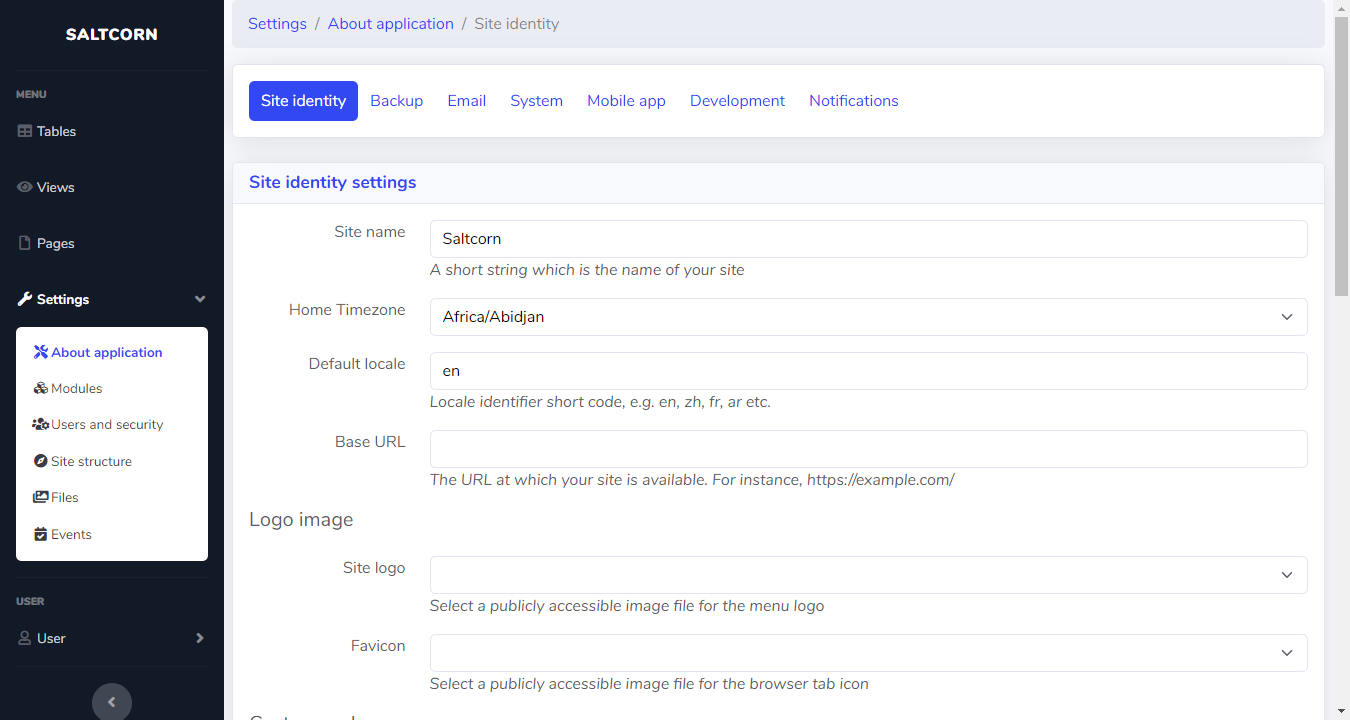 SALTCORN
MENU
Tables
Views
Pages
Settings
About application
Modules
Users and security
Site structure
Files
Events
USER
User
Settings / About application / Site identity
Site identity Backup Email System Mobile app Development Notifications
Site identity settings
Site name
Saltcorn
A short string which is the name of your site
Home Timezone
Africa/Abidjan
Default locale
en
Locale identifier short code, e.g. en, zh, fr, ar etc.
Base URL
The URL at which your site is available. For instance, https://example.com/
Logo image
Site logo
Select a publicly accessible image file for the menu logo
Favicon
Select a publicly accessible image file for the browser tab icon